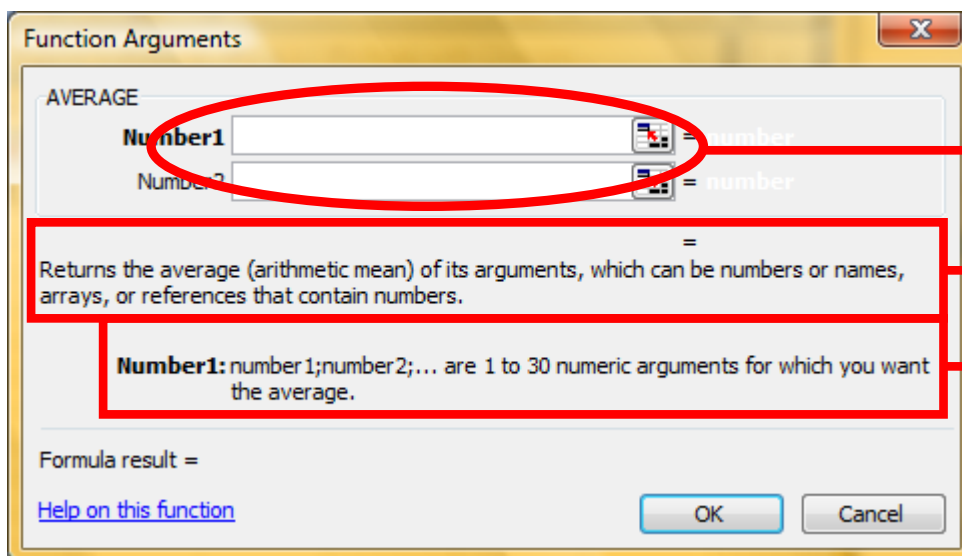 Function Arguments
X
AVERAGE
Number1 = number
Number2 = number
=
Returns the average (arithmetic mean) of its arguments, which can be numbers or names,
arrays, or references that contain numbers.
Number1: number1;number2;... are 1 to 30 numeric arguments for which you want
the average.
Formula result =
Help on this function
OK Cancel